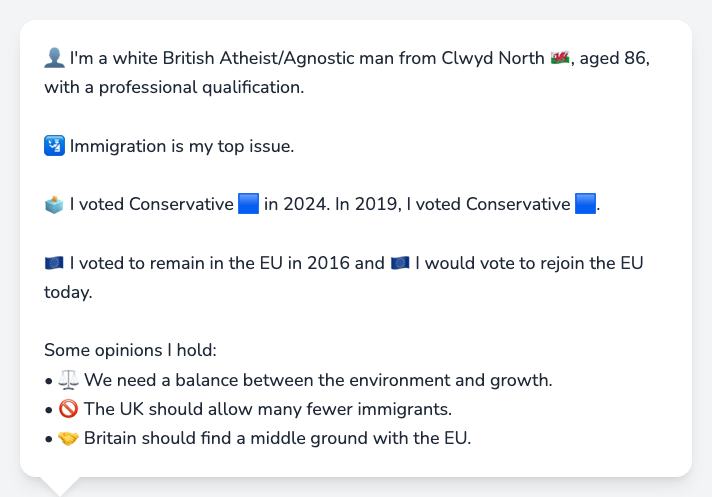 👤 I'm a white British Atheist/Agnostic man from Clwyd North 🏴󠁧󠁢󠁷󠁬󠁳󠁿, aged 86,
with a professional qualification.
🛂 Immigration is my top issue.
🗳️ I voted Conservative 🟦 in 2024. In 2019, I voted Conservative 🟦.
🇪🇺 I voted to remain in the EU in 2016 and 🇪🇺 I would vote to rejoin the EU
today.
Some opinions I hold:
• ⚖️ We need a balance between the environment and growth.
• 🚫 The UK should allow many fewer immigrants.
• 🤝 Britain should find a middle ground with the EU.